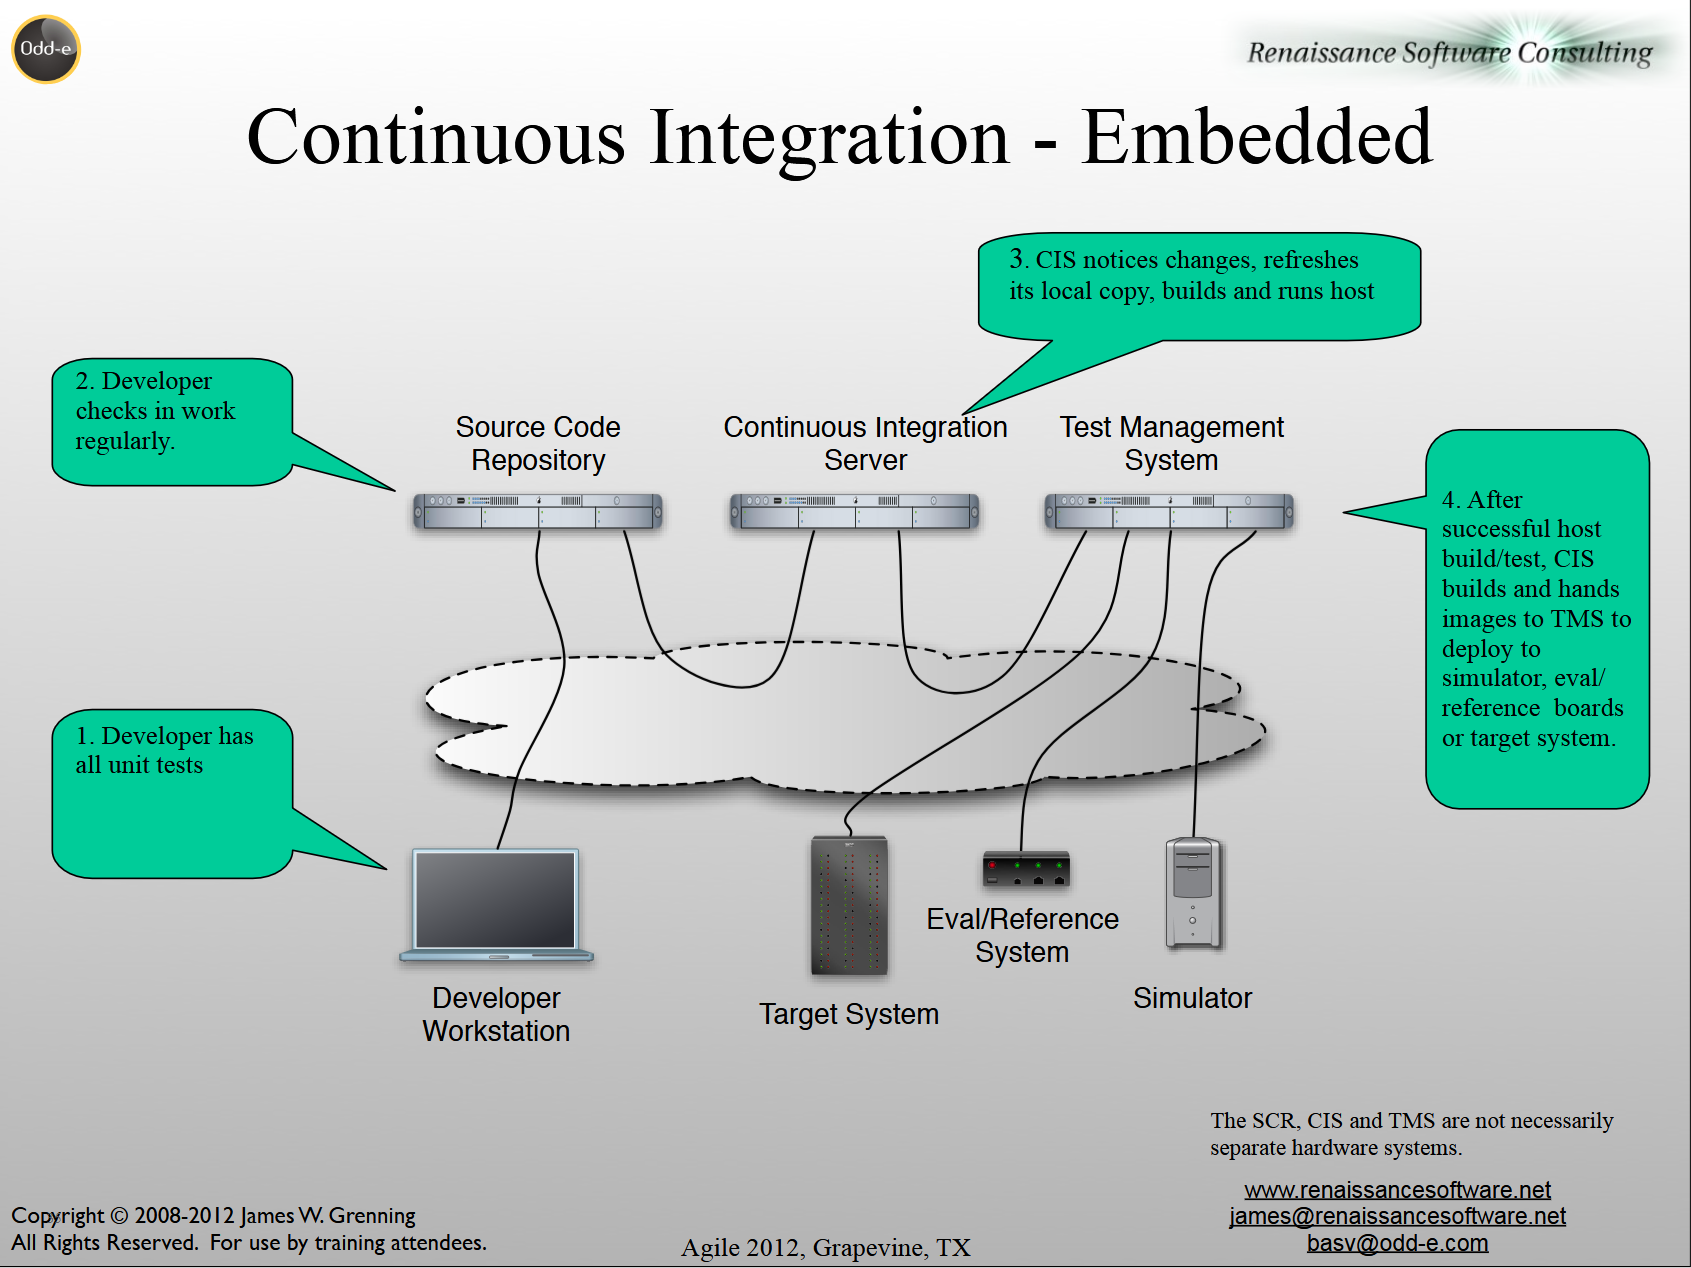 Odd-e
Renaissance Software Consulting
Continuous Integration - Embedded
3. CIS notices changes, refreshes
its local copy, builds and runs host
2. Developer
checks in work
regularly.
Source Code
Repository
Continuous Integration
Server
Test Management
System
4. After
successful host
build/test, CIS
builds and hands
images to TMS to
deploy to
simulator, eval/
reference boards
or target system.
1. Developer has
all unit tests
Developer
Workstation
Target System
Eval/Reference
System
Simulator
The SCR, CIS and TMS are not necessarily
separate hardware systems.
www.renaissancesoftware.net
james@renaissancesoftware.net
basv@odd-e.com
Copyright © 2008-2012 James W. Grenning
All Rights Reserved. For use by training attendees.
Agile 2012, Grapevine, TX